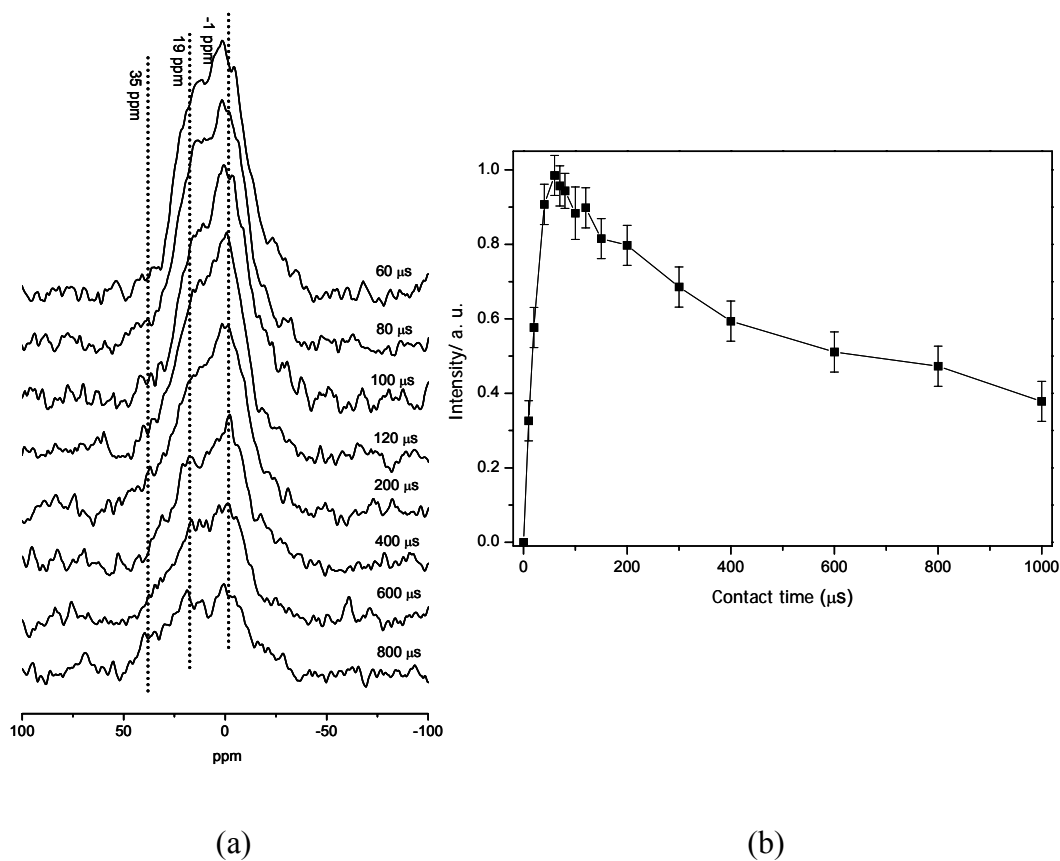 35 ppm
19 ppm
-1 ppm
60 µs
80 µs
100 µs
120 µs
200 µs
400 µs
600 µs
800 µs
100 50 0 -50 -100
ppm
(a)
Intensity/ a. u.
1.0
0.8
0.6
0.4
0.2
0.0
0 200 400 600 800 1000
Contact time (µs)
(b)